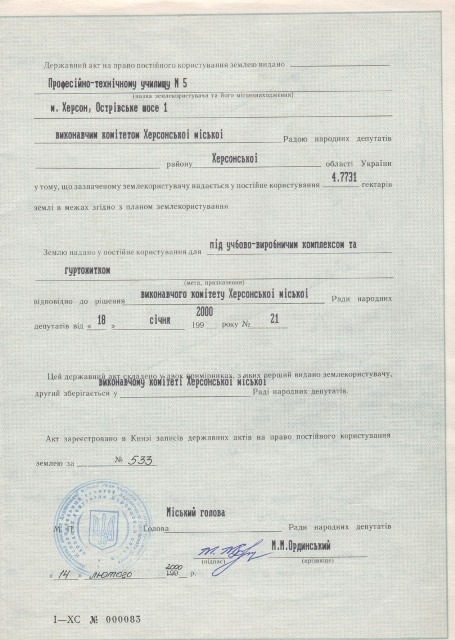 Державний акт на право постійного користування землею видано
Професійно-технічному училищу N 5
(назва землекористувача та його місцезнаходження)
м. Херсон, Острівське шосе 1
виконавчим комітетом Херсонської міської Радою народних депутатів
району Херсонської області України
у тому, що зазначеному землекористувачу надається у постійне користування 4.7731 гектарів
землі в межах згідно з планом землекористування
Землю надано у постійне користування для під учбово-виробничим комплексом та
гуртожитком
(мета, призначення)
відповідно до рішення виконавчого комітету Херсонської міської Ради народних
депутатів від « 18 » січня 2000 199 року № 21
Цей державний акт складено у двох примірниках, з яких перший видано землекористувачу,
виконавчому комітеті Херсонської міської
другий зберігається у Раді народних депутатів.
Акт зареєстровано в Книзі записів державних актів на право постійного користування
землею за № 533
Міський голова
М. П. Голова Ради народних депутатів
М.М.Ординський
(підпис) (прізвище)
« 14 » лютого 2000 199 р.
I—ХС № 000083